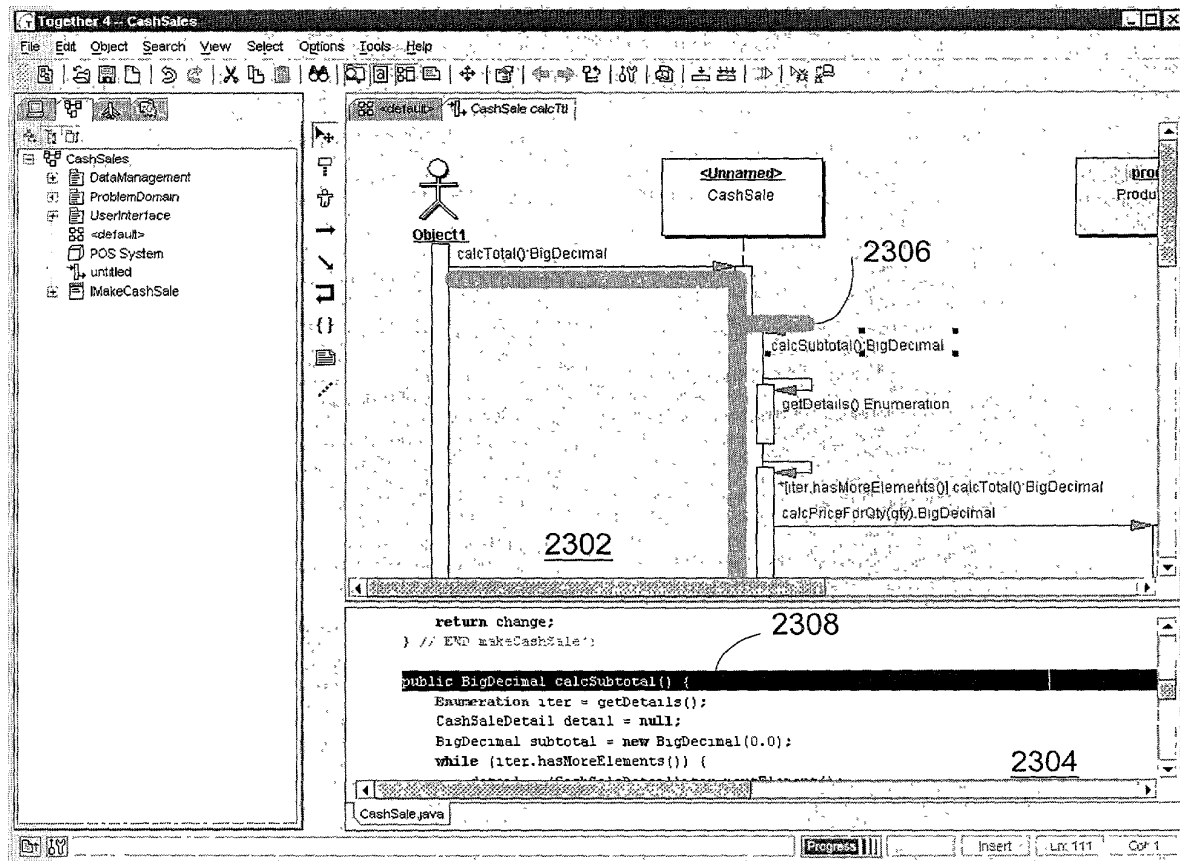 Together 4 -- CashSales
File Edit Object Search View Select Options Tools Help
<default> CashSale calcTtl
CashSales
DataManagement
ProblemDomain
UserInterface
<default>
POS System
untitled
IMakeCashSale
Object1
<Unnamed>
CashSale
prod
Produ
calcTotal():BigDecimal
2306
calcSubtotal():BigDecimal
getDetails() Enumeration
*[iter.hasMoreElements()] calcTotal():BigDecimal
calcPriceForQty(qty).BigDecimal
2302
return change;
2308
} // END makeCashSale
public BigDecimal calcSubtotal() {
Enumeration iter = getDetails();
CashSaleDetail detail = null;
BigDecimal subtotal = new BigDecimal(0.0);
while (iter.hasMoreElements()) {
2304
CashSale.java
Progress Insert Ln: 111 Col 1